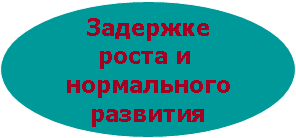 Задержке
роста и
нормального
развития